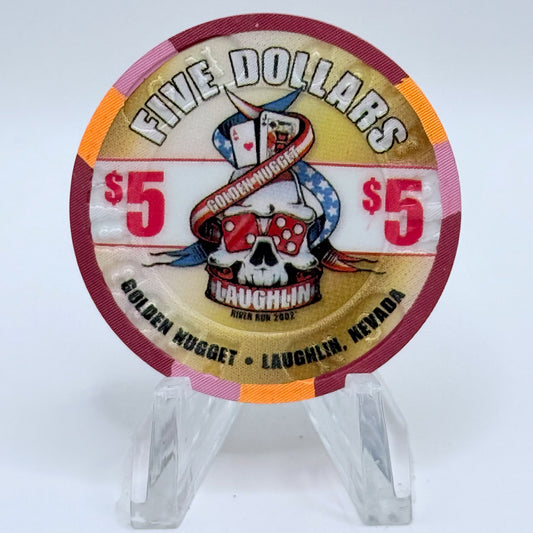 FIVE DOLLARS
A
GOLDEN NUGGET
$5
$5
LAUGHLIN
RIVER RUN 2002
GOLDEN NUGGET • LAUGHLIN, NEVADA